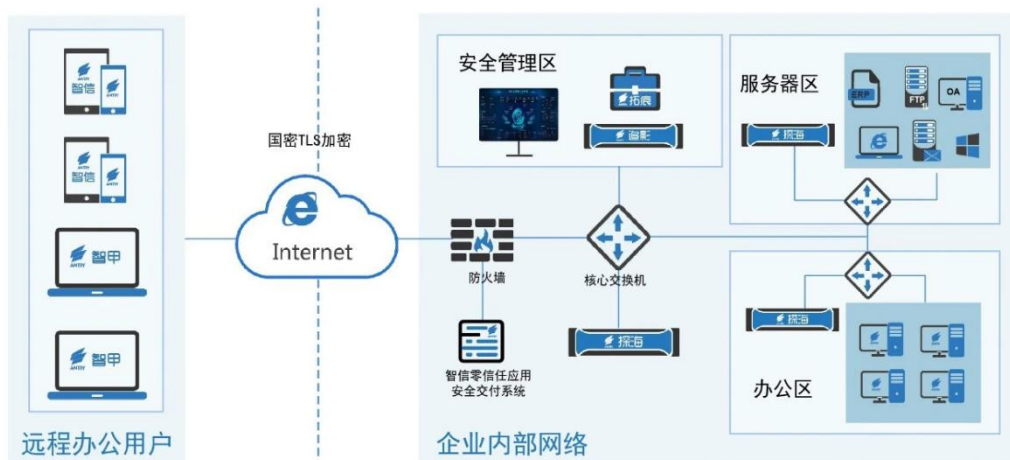 智信
智信
ANTIY
智甲
ANTIY
智甲
远程办公用户
国密TLS加密
Internet
安全管理区
拓痕
追影
防火墙
核心交换机
智信零信任应用
安全交付系统
探海
企业内部网络
服务器区
探海
ERP
FTP
OA
探海
办公区